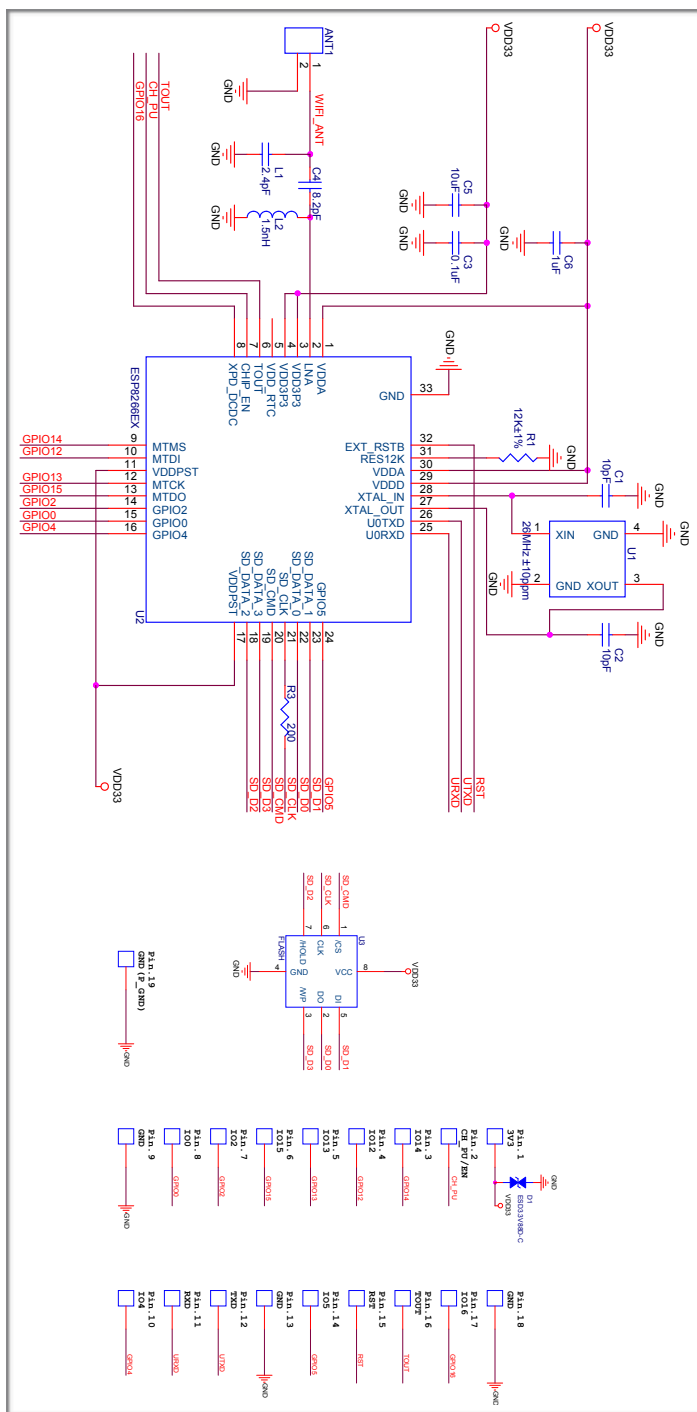 ANT1
1
2
GND
WIFI_ANT
TOUT
CH_PU
GPIO16
GND
L1
2.4pF
C4
8.2pF
GND
L2
1.5nH
VDD33
C5
10uF
GND
C3
0.1uF
GND
VDD33
C6
1uF
GND
ESP8266EX
U2
1
VDDA
2
LNA
3
VD3P3
4
VD3P3
5
VDD_RTC
6
TOUT
7
CHIP_EN
8
XPD_DCDC
GND
GND
33
GPIO14
9
MTMS
GPIO12
10
MTDI
11
VDDPST
GPIO13
12
MTCK
GPIO15
13
MTDO
GPIO2
14
GPIO2
GPIO0
15
GPIO0
GPIO4
16
GPIO4
EXT_RSTB
32
RES12K
31
VDDA
30
VDDD
29
XTAL_IN
28
XTAL_OUT
27
U0TXD
26
U0RXD
25
VDDPST
17
SD_DATA_2
18
SD_DATA_3
19
SD_CMD
20
SD_CLK
21
SD_DATA_0
22
SD_DATA_1
23
GPIO5
24
R1
12K±1%
GND
C1
10pF
GND
26MHz ±10ppm
U1
1
XIN
GND
4
GND
GND
2
GND
XOUT
3
C2
10pF
GND
R3
200
SD_D2
SD_D3
SD_CMD
SD_CLK
SD_D0
SD_D1
GPIO5
URXD
UTXD
RST
VDD33
U3
FLASH
SD_CMD
1
/CS
SD_CLK
6
CLK
SD_D2
7
/HOLD
VCC
8
VDD33
GND
4
GND
DI
5
SD_D1
DO
2
SD_D0
/WP
3
SD_D3
Pin.19
GND(P_GND)
GND
Pin.1
3V3
D1
ESD3.3V88D-C
GND
VDD33
Pin.2
CH_PU/EN
CH_PU
Pin.3
IO14
GPIO14
Pin.4
IO12
GPIO12
Pin.5
IO13
GPIO13
Pin.6
IO15
GPIO15
Pin.7
IO2
GPIO2
Pin.8
IO0
GPIO0
Pin.9
GND
GND
Pin.18
GND
GND
Pin.17
IO16
GPIO16
Pin.16
TOUT
TOUT
Pin.15
RST
RST
Pin.14
IO5
GPIO5
Pin.13
GND
GND
Pin.12
TXD
UTXD
Pin.11
RXD
URXD
Pin.10
IO4
GPIO4